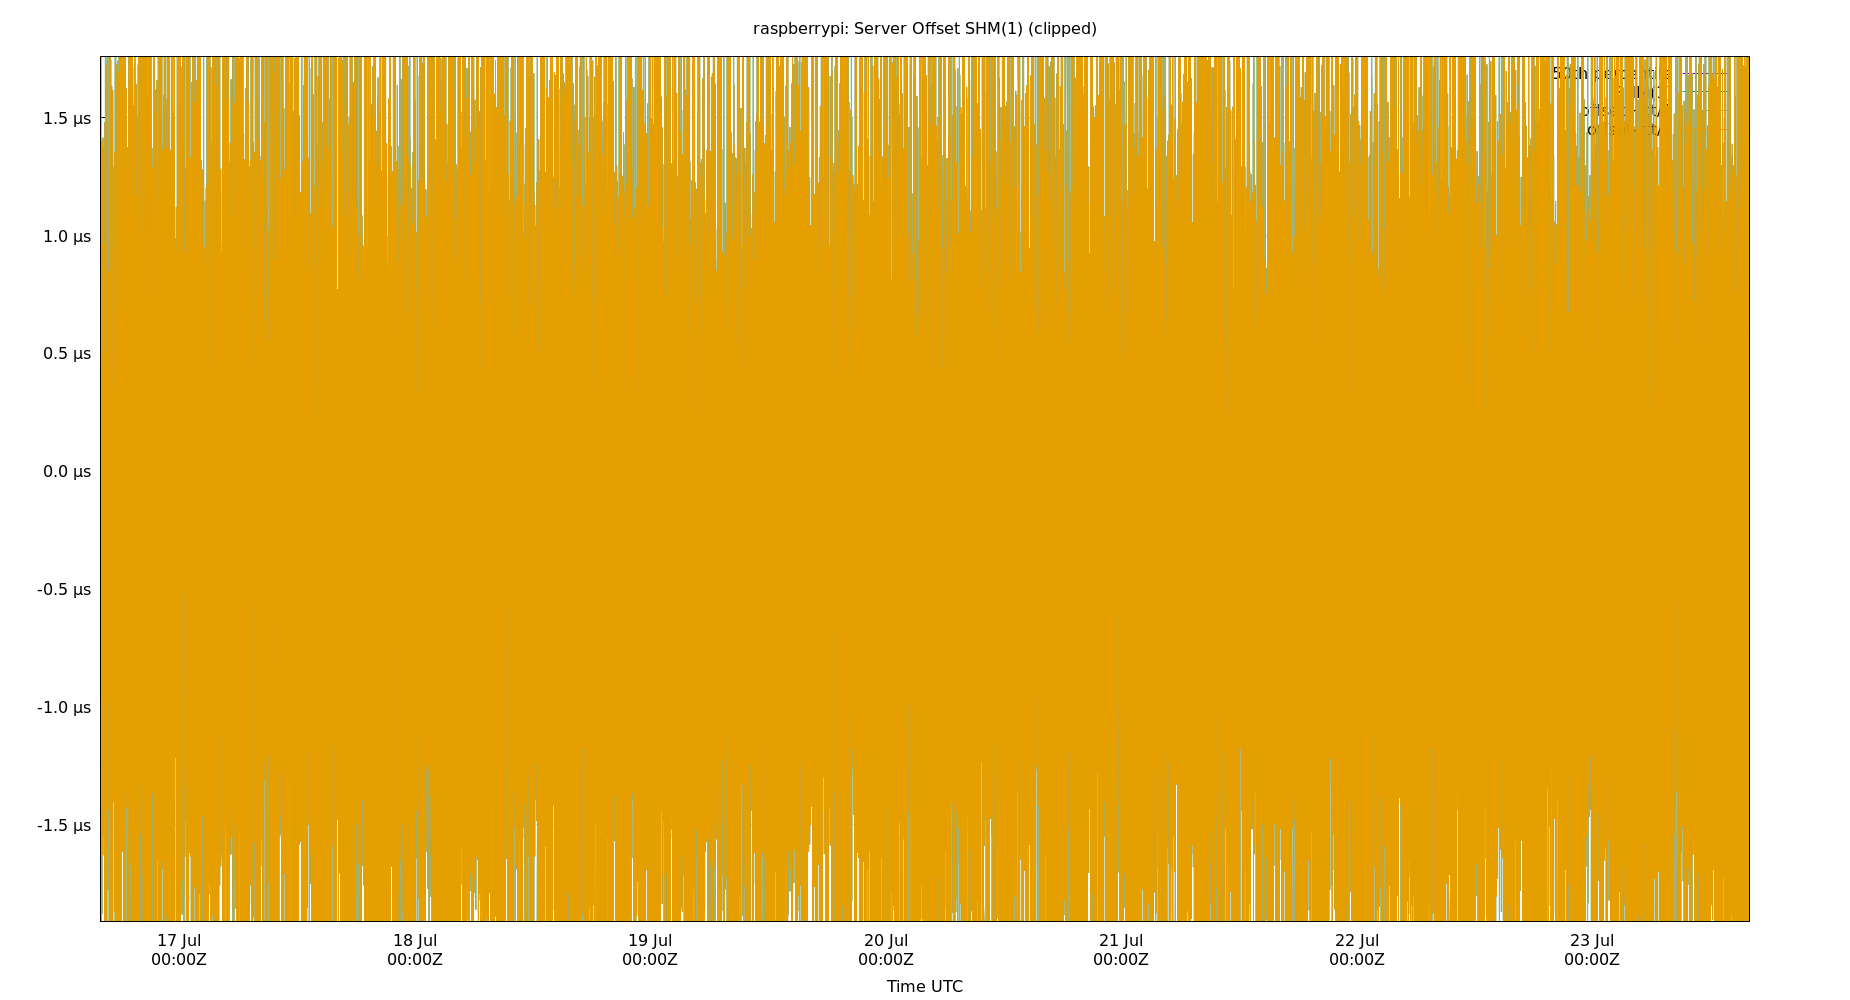 raspberrypi: Server Offset SHM(1) (clipped)
50th percentile
1.5 µs
1.0 µs
0.5 µs
0.0 µs
-0.5 µs
-1.0 µs
-1.5 µs
17 Jul 18 Jul 19 Jul 20 Jul 21 Jul 22 Jul 23 Jul
00:00Z 00:00Z 00:00Z 00:00Z 00:00Z 00:00Z 00:00Z
Time UTC